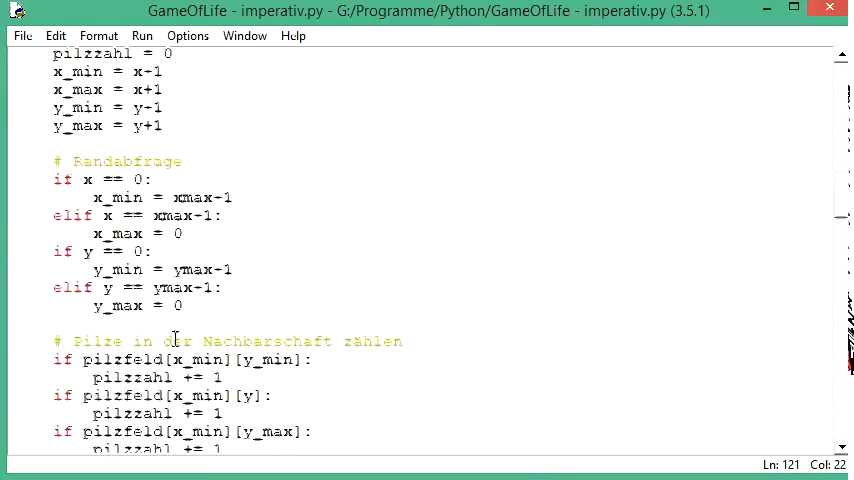 GameOfLife - imperativ.py - G:/Programme/Python/GameOfLife - imperativ.py (3.5.1)
File Edit Format Run Options Window Help
pilzzahl = 0
x_min = x-1
x_max = x+1
y_min = y-1
y_max = y+1
# Randabfrage
if x == 0:
x_min = xmax-1
elif x == xmax-1:
x_max = 0
if y == 0:
y_min = ymax-1
elif y == ymax-1:
y_max = 0
# Pilze in der Nachbarschaft zählen
if pilzfeld[x_min][y_min]:
pilzzahl += 1
if pilzfeld[x_min][y]:
pilzzahl += 1
if pilzfeld[x_min][y_max]:
pilzzahl += 1
Ln: 121 Col: 22